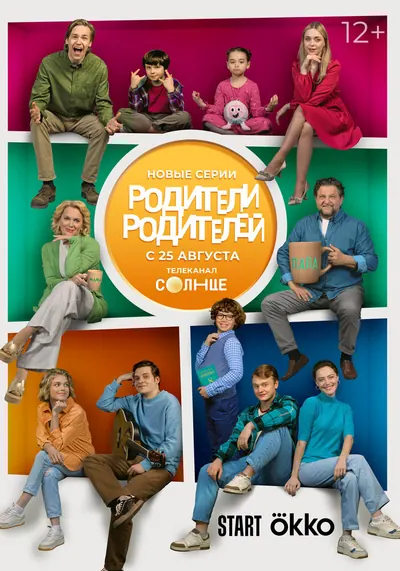 12+
НОВЫЕ СЕРИИ
РОДИТЕЛИ
РОДИТЕЛЕЙ
С 25 АВГУСТА
ТЕЛЕКАНАЛ
СОЛНЦЕ
ПАПА
START ökko